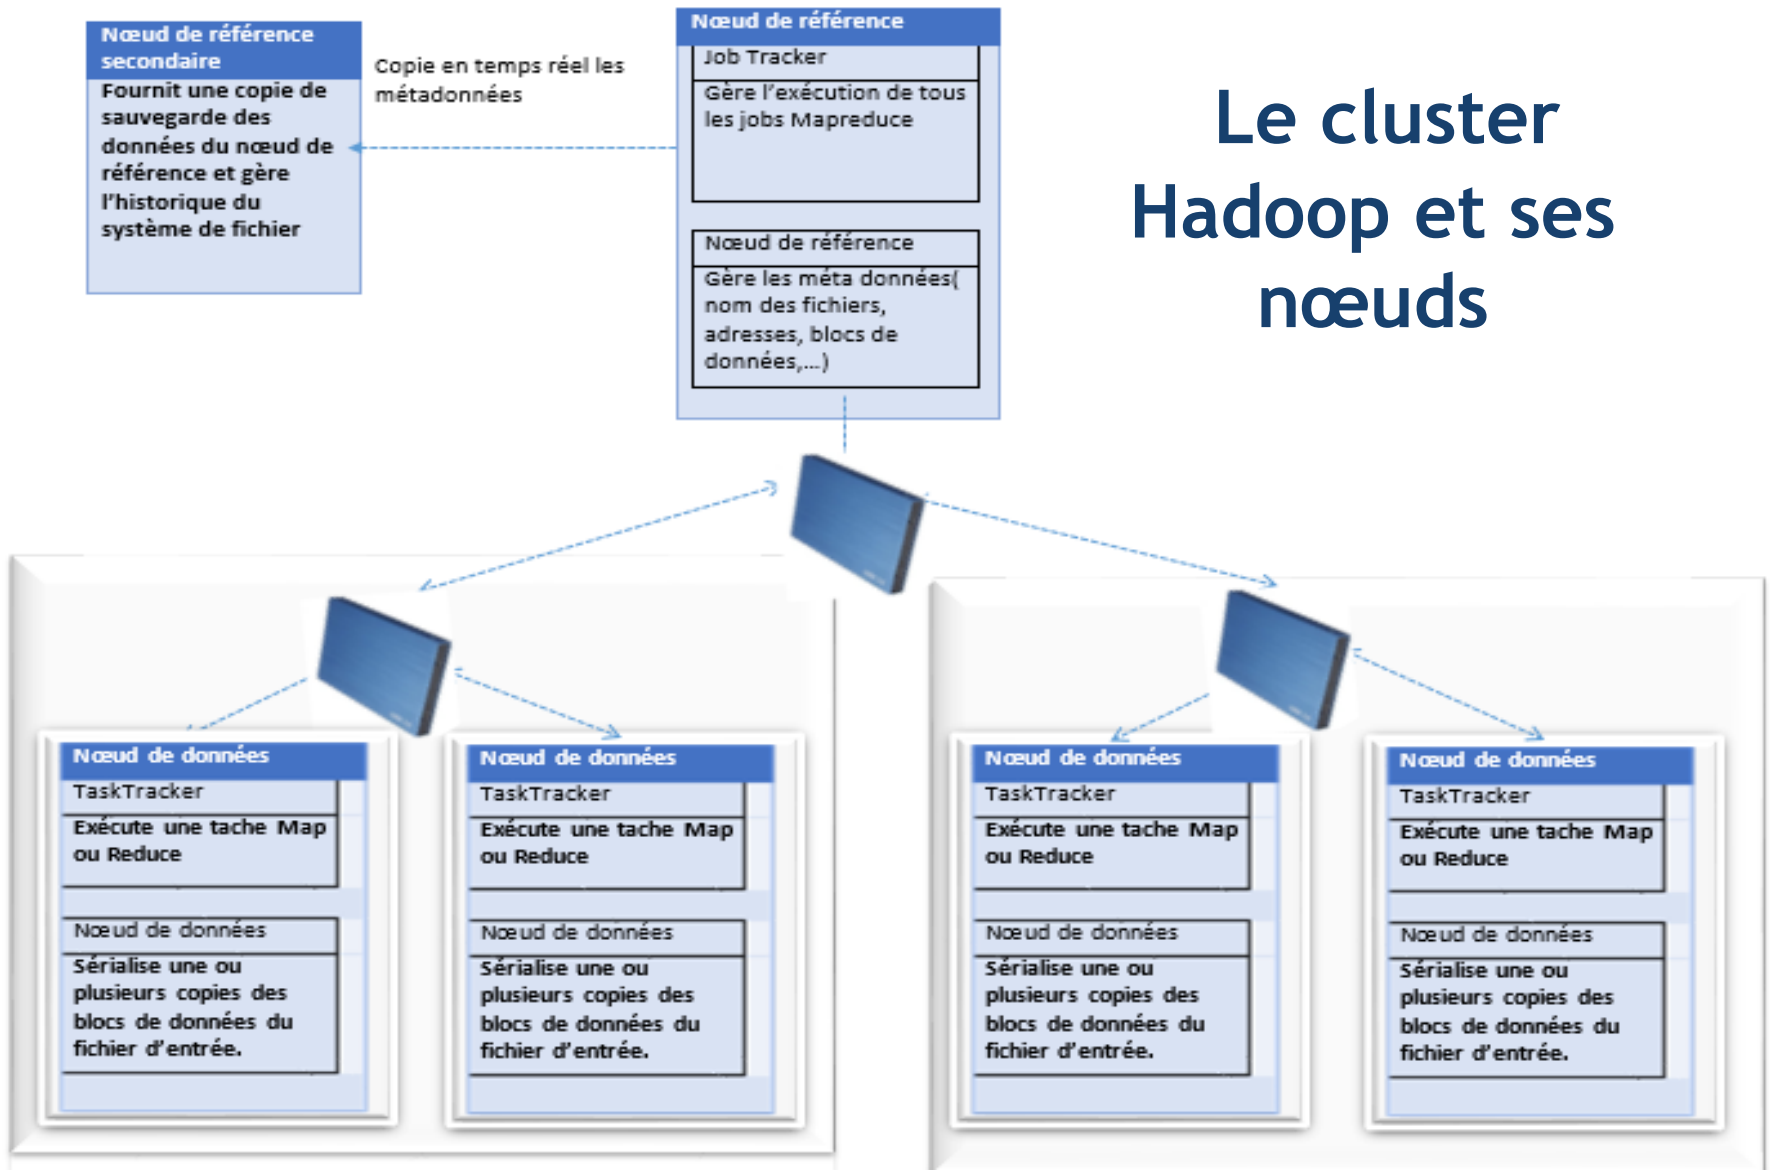 Nœud de référence
secondaire
Fournit une copie de
sauvegarde des
données du nœud de
référence et gère
l'historique du
système de fichier
Copie en temps réel les
métadonnées
Nœud de référence
Job Tracker
Gère l'exécution de tous
les jobs Mapreduce
Nœud de référence
Gère les méta données(
nom des fichiers,
adresses, blocs de
données,...)
Le cluster
Hadoop et ses
nœuds
Nœud de données
TaskTracker
Exécute une tache Map
ou Reduce
Nœud de données
Sérialise une ou
plusieurs copies des
blocs de données du
fichier d'entrée.
Nœud de données
TaskTracker
Exécute une tache Map
ou Reduce
Nœud de données
Sérialise une ou
plusieurs copies des
blocs de données du
fichier d'entrée.
Nœud de données
TaskTracker
Exécute une tache Map
ou Reduce
Nœud de données
Sérialise une ou
plusieurs copies des
blocs de données du
fichier d'entrée.
Nœud de données
TaskTracker
Exécute une tache Map
ou Reduce
Nœud de données
Sérialise une ou
plusieurs copies des
blocs de données du
fichier d'entrée.